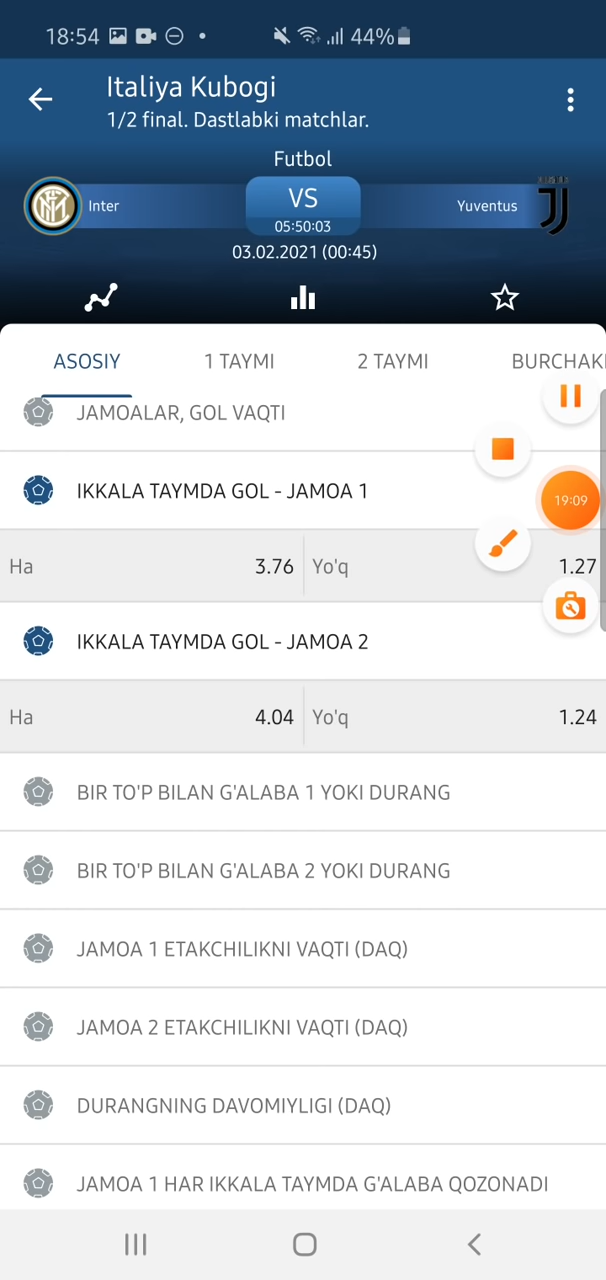 18:54
44%
Italiya Kubogi
1/2 final. Dastlabki matchlar.
Futbol
Inter
VS
Yuventus
05:50:03
03.02.2021 (00:45)
ASOSIY 1 TAYMI 2 TAYMI BURCHAK
JAMOALAR, GOL VAQTI
IKKALA TAYMDA GOL - JAMOA 1
19:09
Ha 3.76 Yo'q 1.27
IKKALA TAYMDA GOL - JAMOA 2
Ha 4.04 Yo'q 1.24
BIR TO'P BILAN G'ALABA 1 YOKI DURANG
BIR TO'P BILAN G'ALABA 2 YOKI DURANG
JAMOA 1 ETAKCHILIKNI VAQTI (DAQ)
JAMOA 2 ETAKCHILIKNI VAQTI (DAQ)
DURANGNING DAVOMIYLIGI (DAQ)
JAMOA 1 HAR IKKALA TAYMDA G'ALABA QOZONADI